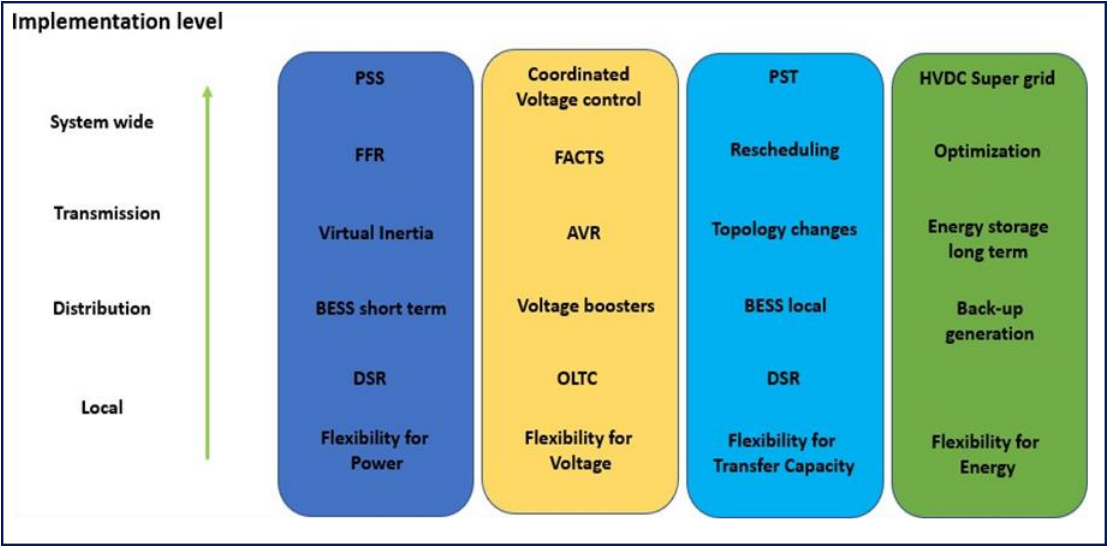 Implementation level
System wide
Transmission
Distribution
Local
PSS
FFR
Virtual Inertia
BESS short term
DSR
Flexibility for
Power
Coordinated
Voltage control
FACTS
AVR
Voltage boosters
OLTC
Flexibility for
Voltage
PST
Rescheduling
Topology changes
BESS local
DSR
Flexibility for
Transfer Capacity
HVDC Super grid
Optimization
Energy storage
long term
Back-up
generation
Flexibility for
Energy